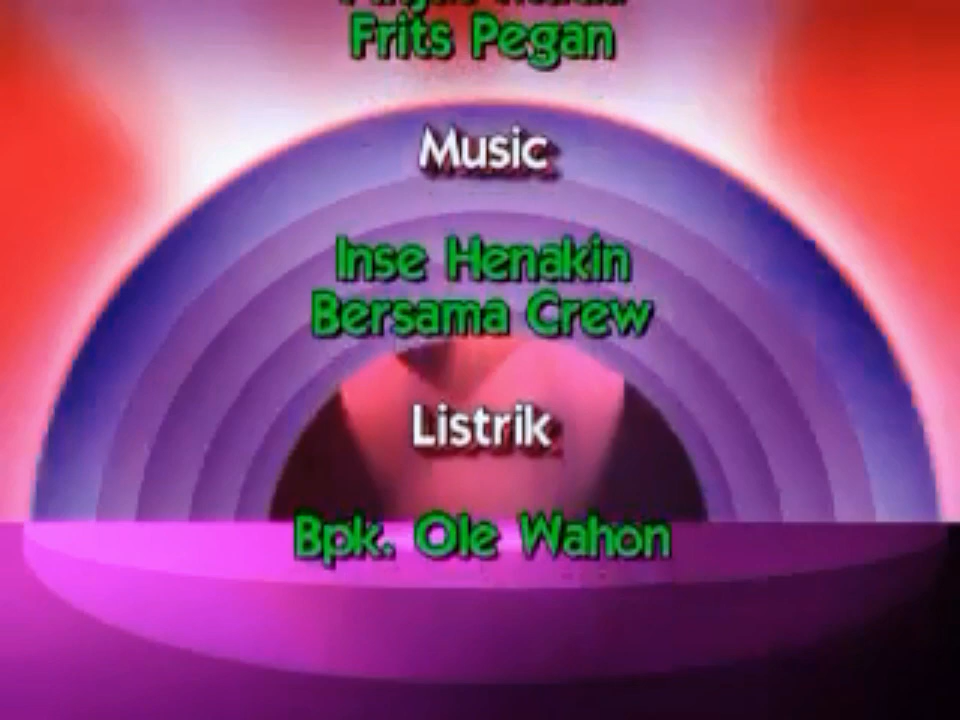 Frits Pegan
Music
Inse Henakin
Bersama Crew
Listrik
Bpk. Ole Wahon